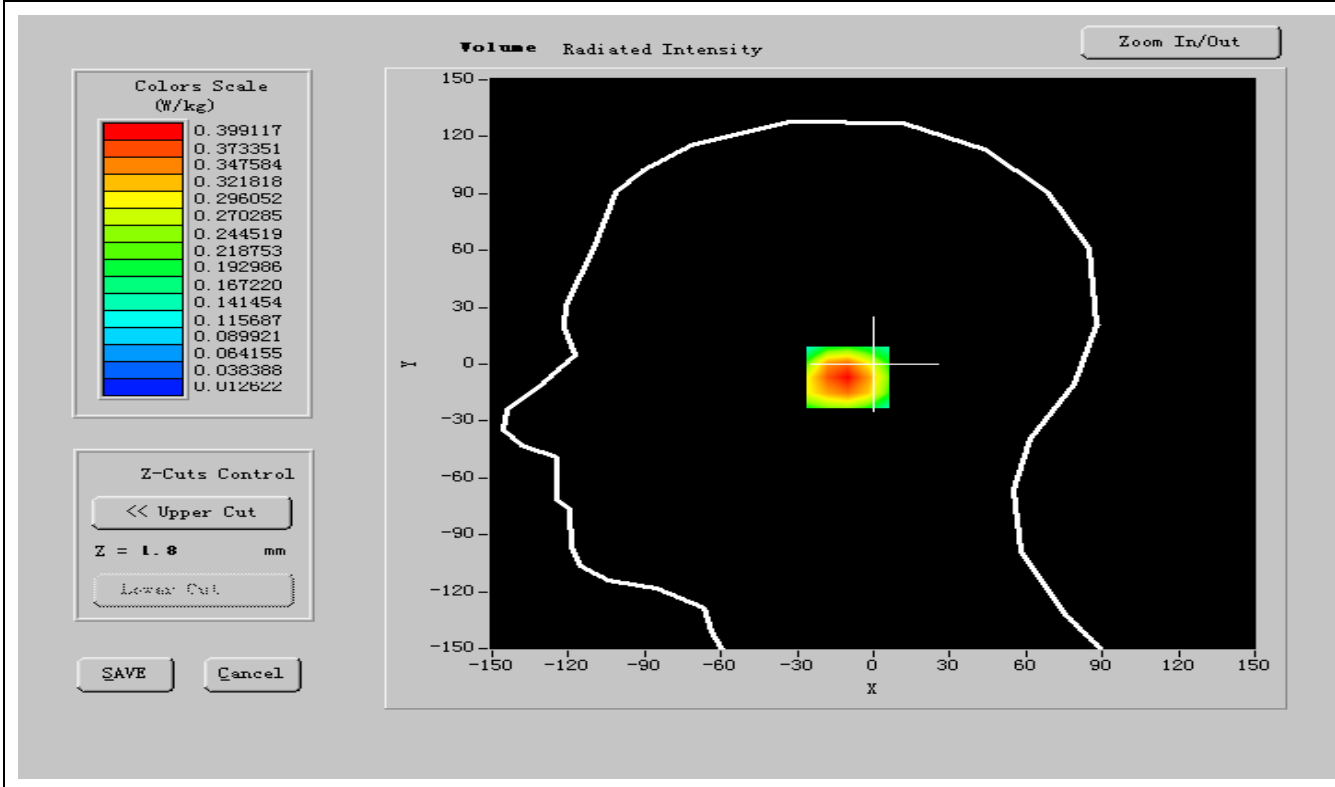 Volume Radiated Intensity
Zoom In/Out
Colors Scale
(W/kg)
0.399117
0.373351
0.347584
0.321818
0.296052
0.270285
0.244519
0.218753
0.192986
0.167220
0.141454
0.115687
0.089921
0.064155
0.038388
0.012622
Z-Cuts Control
<< Upper Cut
Z = 1.8 mm
Lower Cut
SAVE Cancel
150
120
90
60
30
0
-30
-60
-90
-120
-150
Y
-150 -120 -90 -60 -30 0 30 60 90 120 150
X